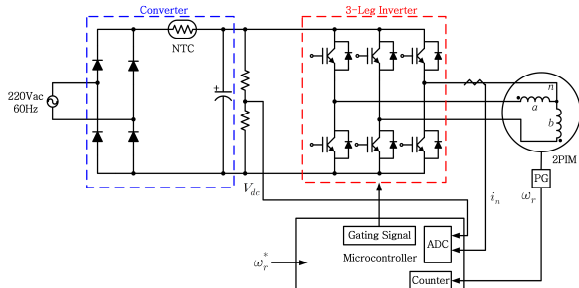 Converter
3-Leg Inverter
NTC
220Vac
60Hz
+
n
a
b
2PIM
PG
V_dc
i_n
ω_r
Gating Signal
ADC
Microcontroller
ω_r^*
Counter